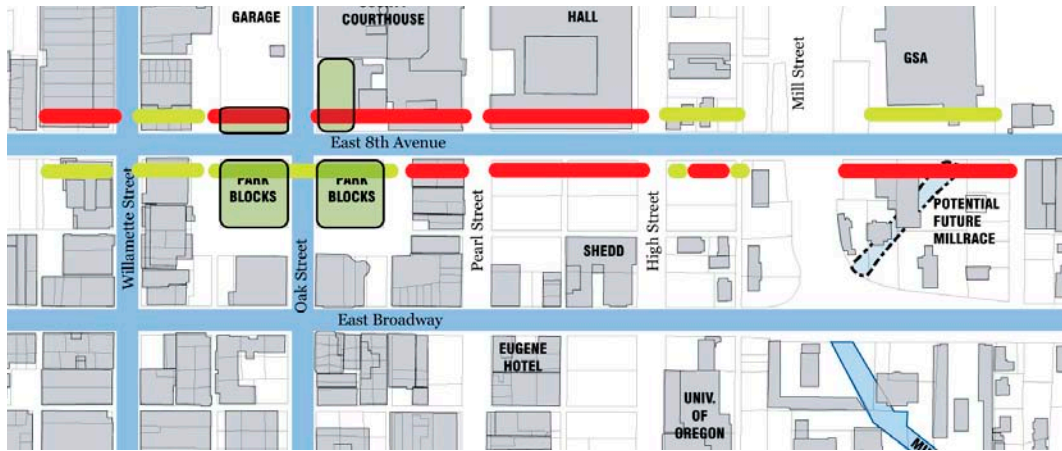 GARAGE
COURTHOUSE
HALL
Mill Street
GSA
East 8th Avenue
Willamette Street
PARK
BLOCKS
Oak Street
PARK
BLOCKS
Pearl Street
High Street
SHEDD
POTENTIAL
FUTURE
MILLRACE
East Broadway
EUGENE
HOTEL
UNIV.
OF
OREGON